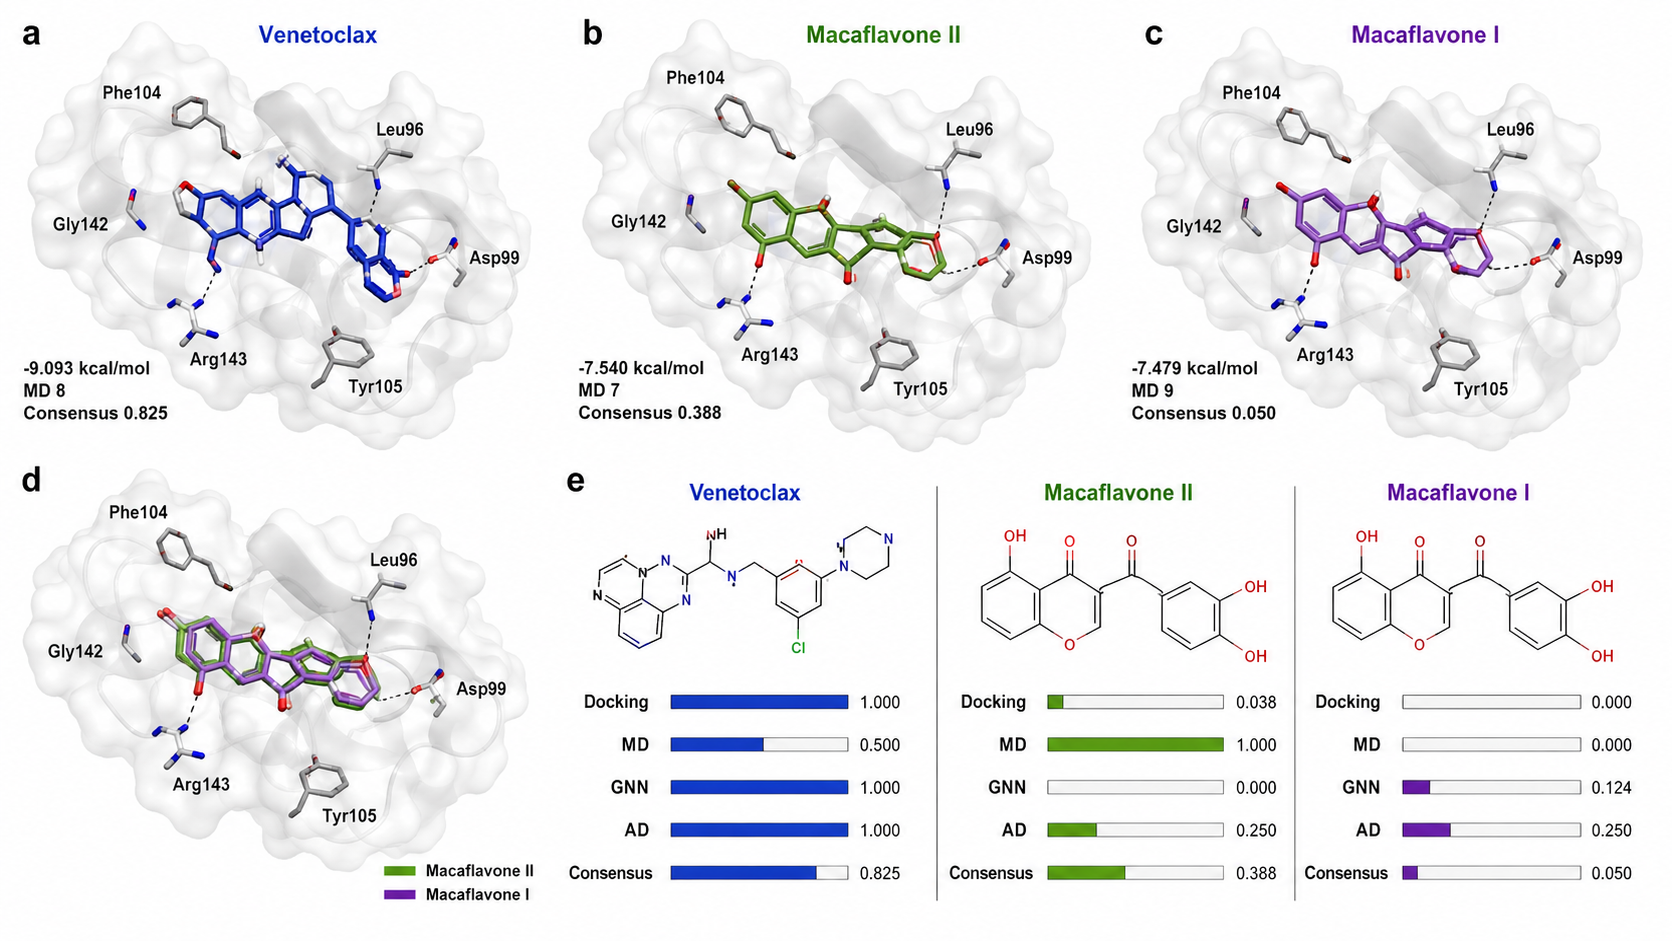 a
Venetoclax
Phe104
Leu96
Gly142
Asp99
Arg143
Tyr105
-9.093 kcal/mol
MD 8
Consensus 0.825
b
Macaflavone II
Phe104
Leu96
Gly142
Asp99
Arg143
Tyr105
-7.540 kcal/mol
MD 7
Consensus 0.388
c
Macaflavone I
Phe104
Leu96
Gly142
Asp99
Arg143
Tyr105
-7.479 kcal/mol
MD 9
Consensus 0.050
d
Phe104
Leu96
Gly142
Asp99
Arg143
Tyr105
Macaflavone II
Macaflavone I
e
Venetoclax
NH
N
N
N
N
N
N
N
N
Cl
Docking 1.000
MD 0.500
GNN 1.000
AD 1.000
Consensus 0.825
Macaflavone II
OH
O
O
OH
OH
O
Docking 0.038
MD 1.000
GNN 0.000
AD 0.250
Consensus 0.388
Macaflavone I
OH
O
O
OH
OH
O
Docking 0.000
MD 0.000
GNN 0.124
AD 0.250
Consensus 0.050